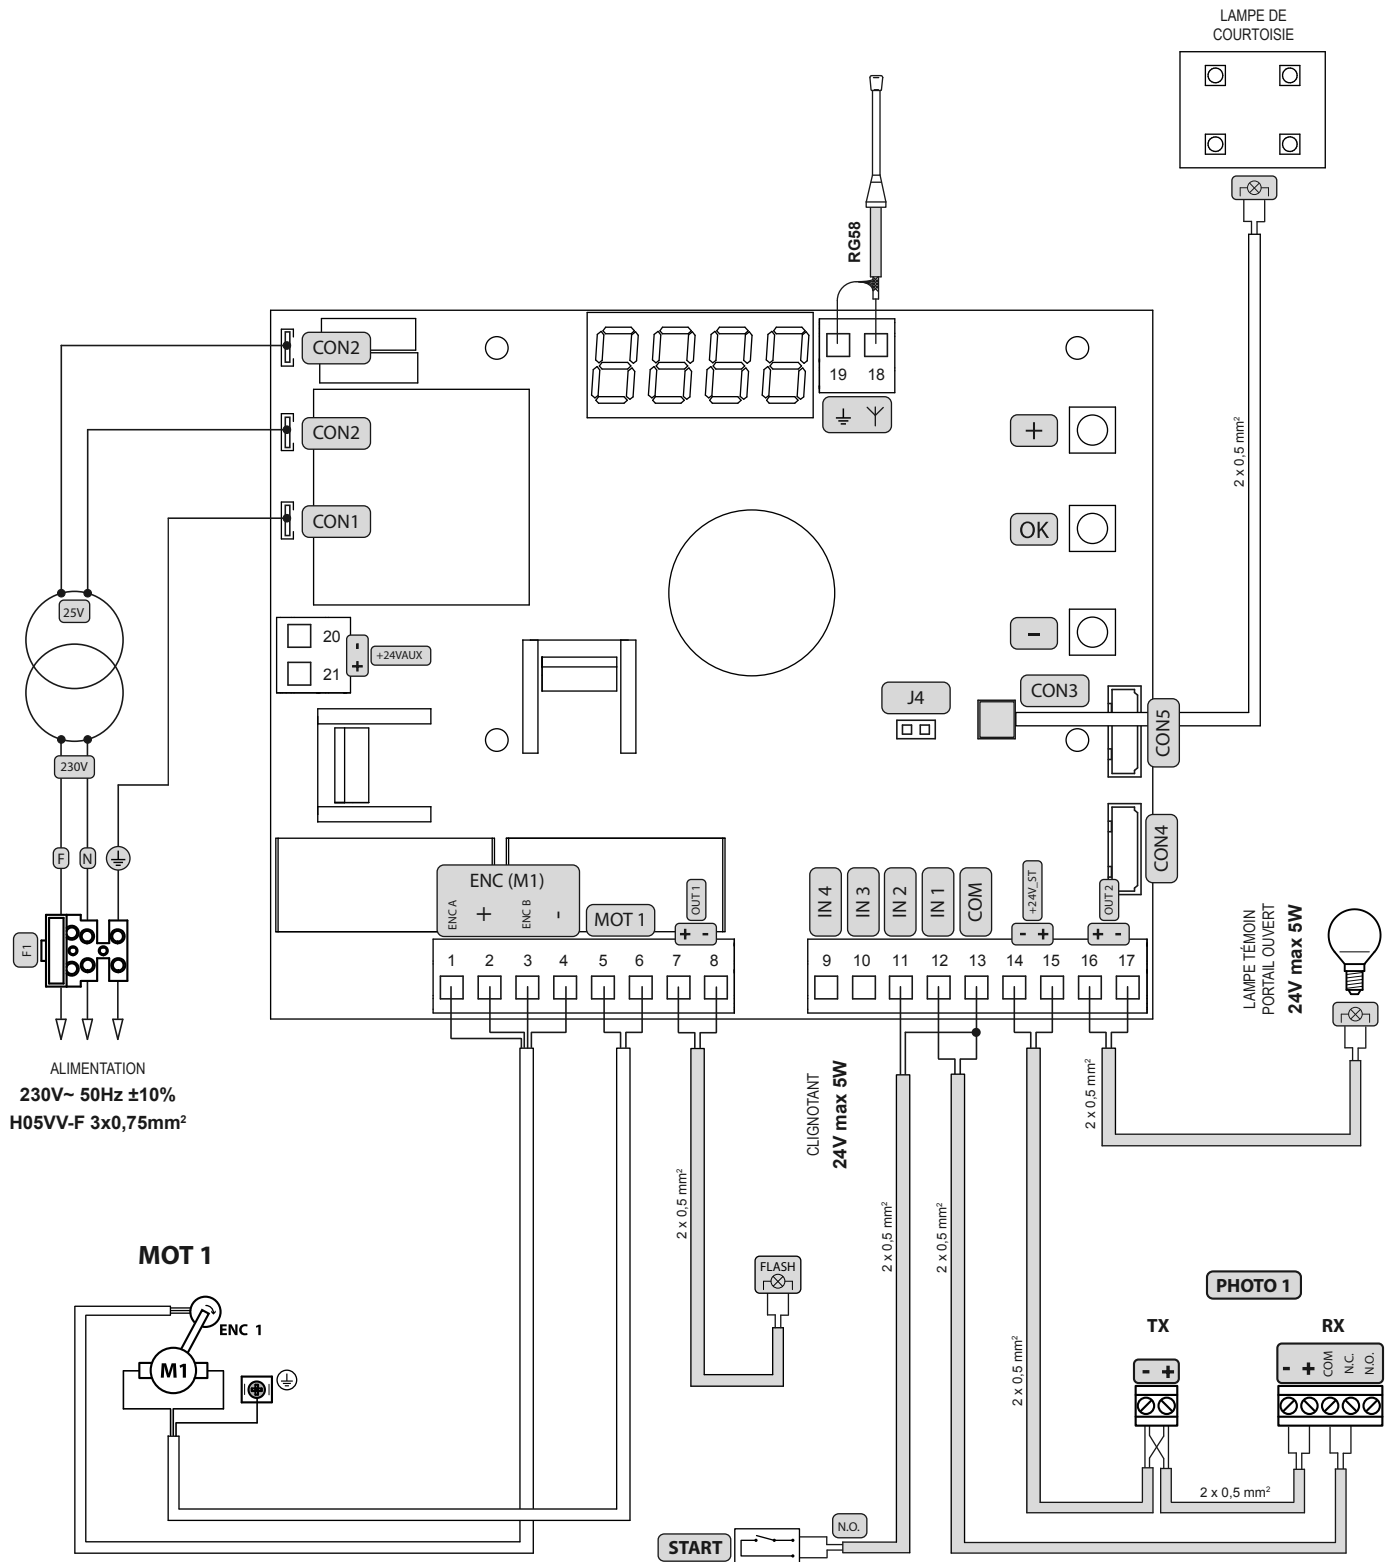 LAMPE DE
COURTOISIE
RG58
2 x 0,5 mm²
CON2
19 18
CON2
+
CON1
OK
25V
20
21
-
+
+24VAUX
-
J4
CON3
CON5
230V
F N
CON4
ENC (M1)
ENC A + ENC B -
MOT 1
OUT 1
+ -
IN 4
IN 3
IN 2
IN 1
COM
+24V_ST
- +
OUT 2
+ -
F1
1 2 3 4 5 6 7 8
9 10 11 12 13 14 15 16 17
LAMPE TÉMOIN
PORTAIL OUVERT
24V max 5W
ALIMENTATION
230V~ 50Hz ±10%
H05VV-F 3x0,75mm²
CLIGNOTANT
24V max 5W
2 x 0,5 mm²
2 x 0,5 mm²
2 x 0,5 mm²
2 x 0,5 mm²
2 x 0,5 mm²
MOT 1
FLASH
ENC 1
M1
PHOTO 1
TX
RX
- +
- + COM N.C. N.O.
2 x 0,5 mm²
N.O.
START